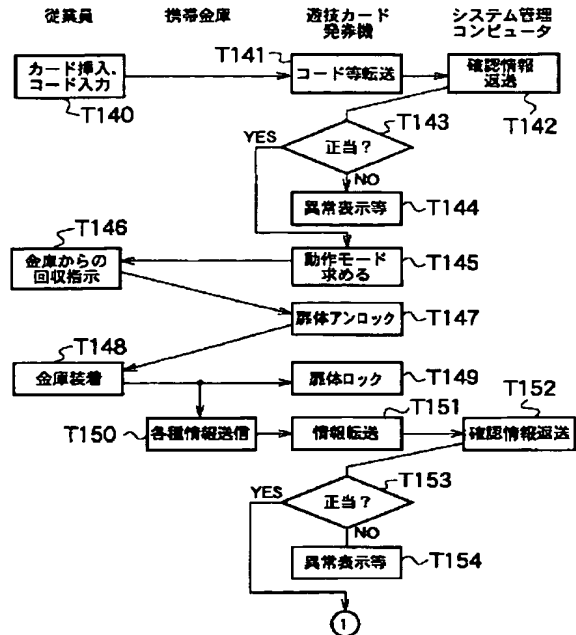 従業員
携帯金庫
遊技カード
発券機
システム管理
コンピュータ
カード挿入、
コード入力
T140
T141
コード等転送
確認情報
返送
T142
T143
YES
正当?
NO
異常表示等
T144
T146
金庫からの
回収指示
動作モード
求める
T145
扉体アンロック
T147
T148
金庫装着
扉体ロック
T149
T150
各種情報送信
T151
情報転送
T152
確認情報返送
T153
YES
正当?
NO
異常表示等
T154
1